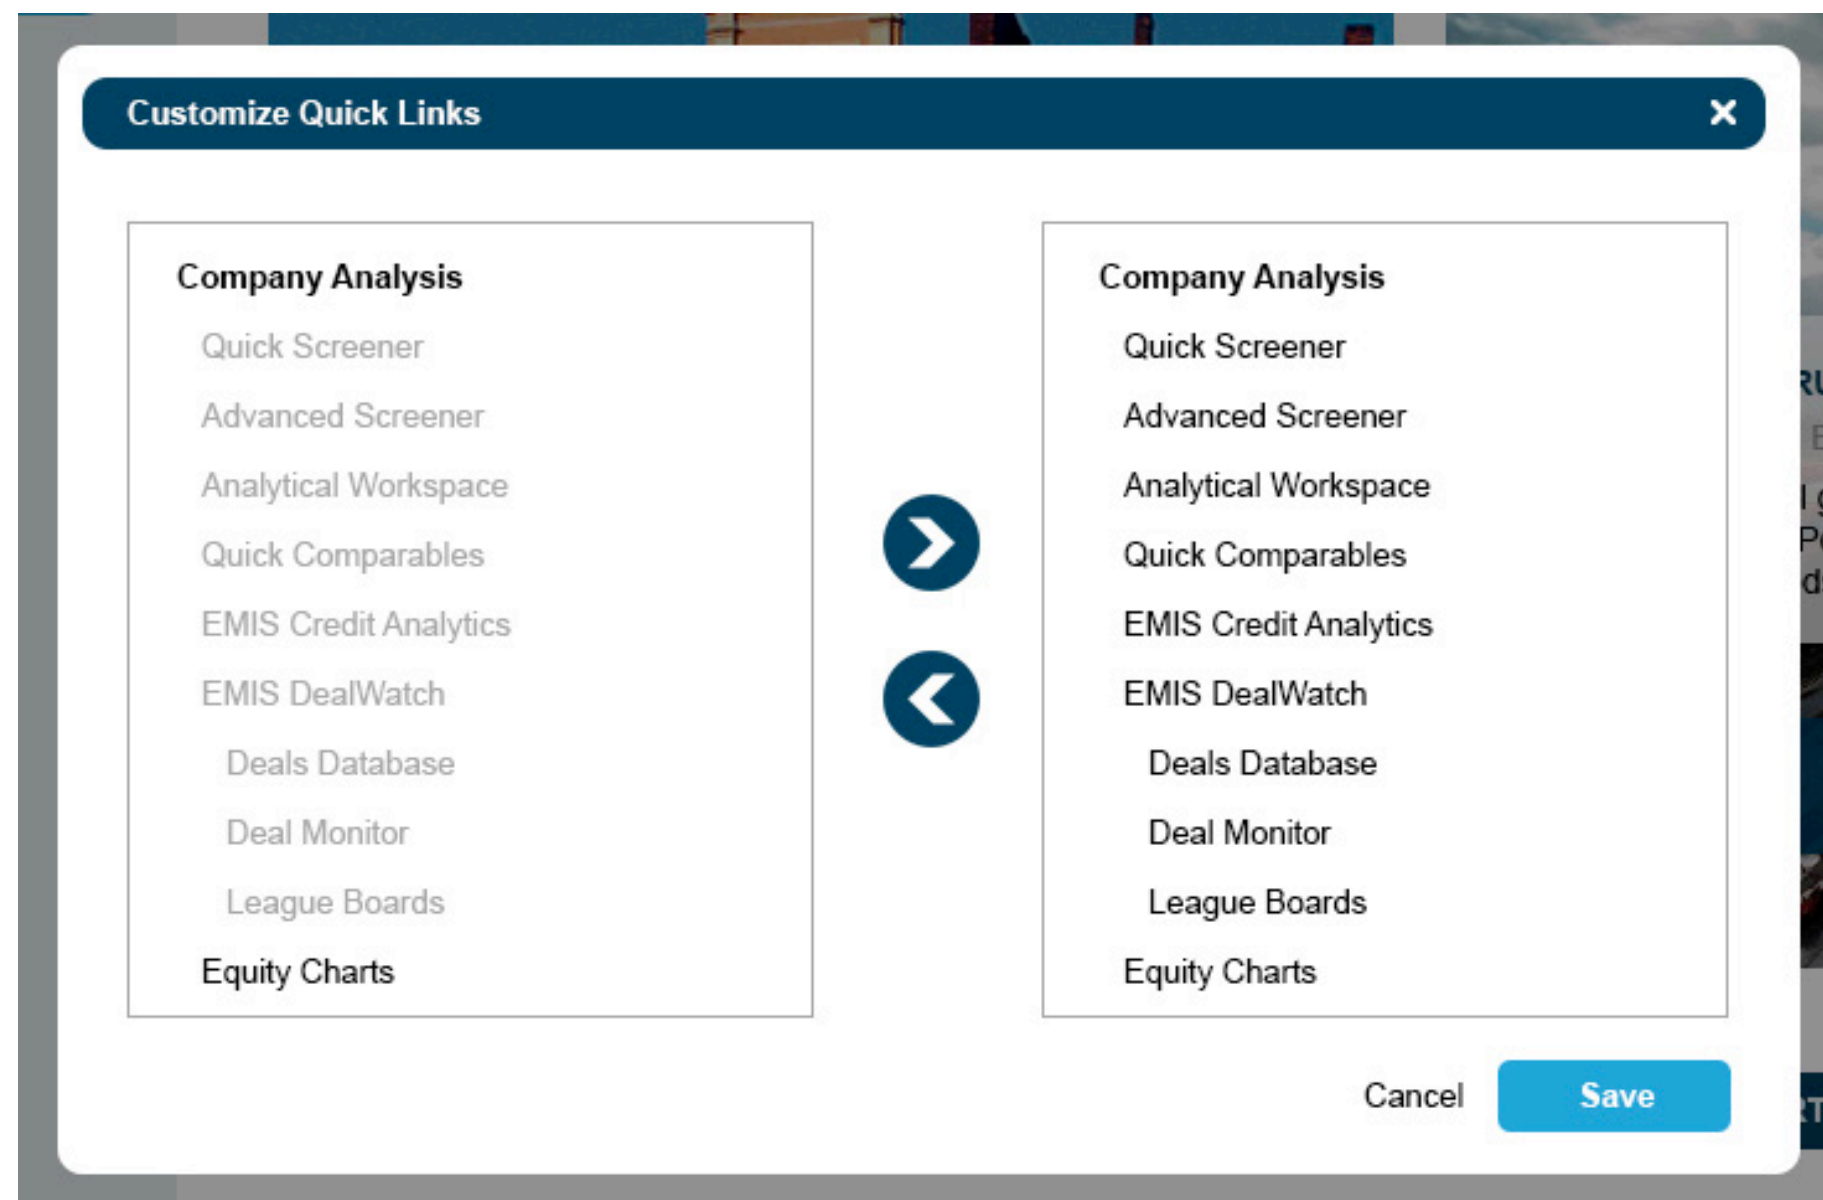 Customize Quick Links
Company Analysis
Quick Screener
Advanced Screener
Analytical Workspace
Quick Comparables
EMIS Credit Analytics
EMIS DealWatch
Deals Database
Deal Monitor
League Boards
Equity Charts
Company Analysis
Quick Screener
Advanced Screener
Analytical Workspace
Quick Comparables
EMIS Credit Analytics
EMIS DealWatch
Deals Database
Deal Monitor
League Boards
Equity Charts
Cancel
Save